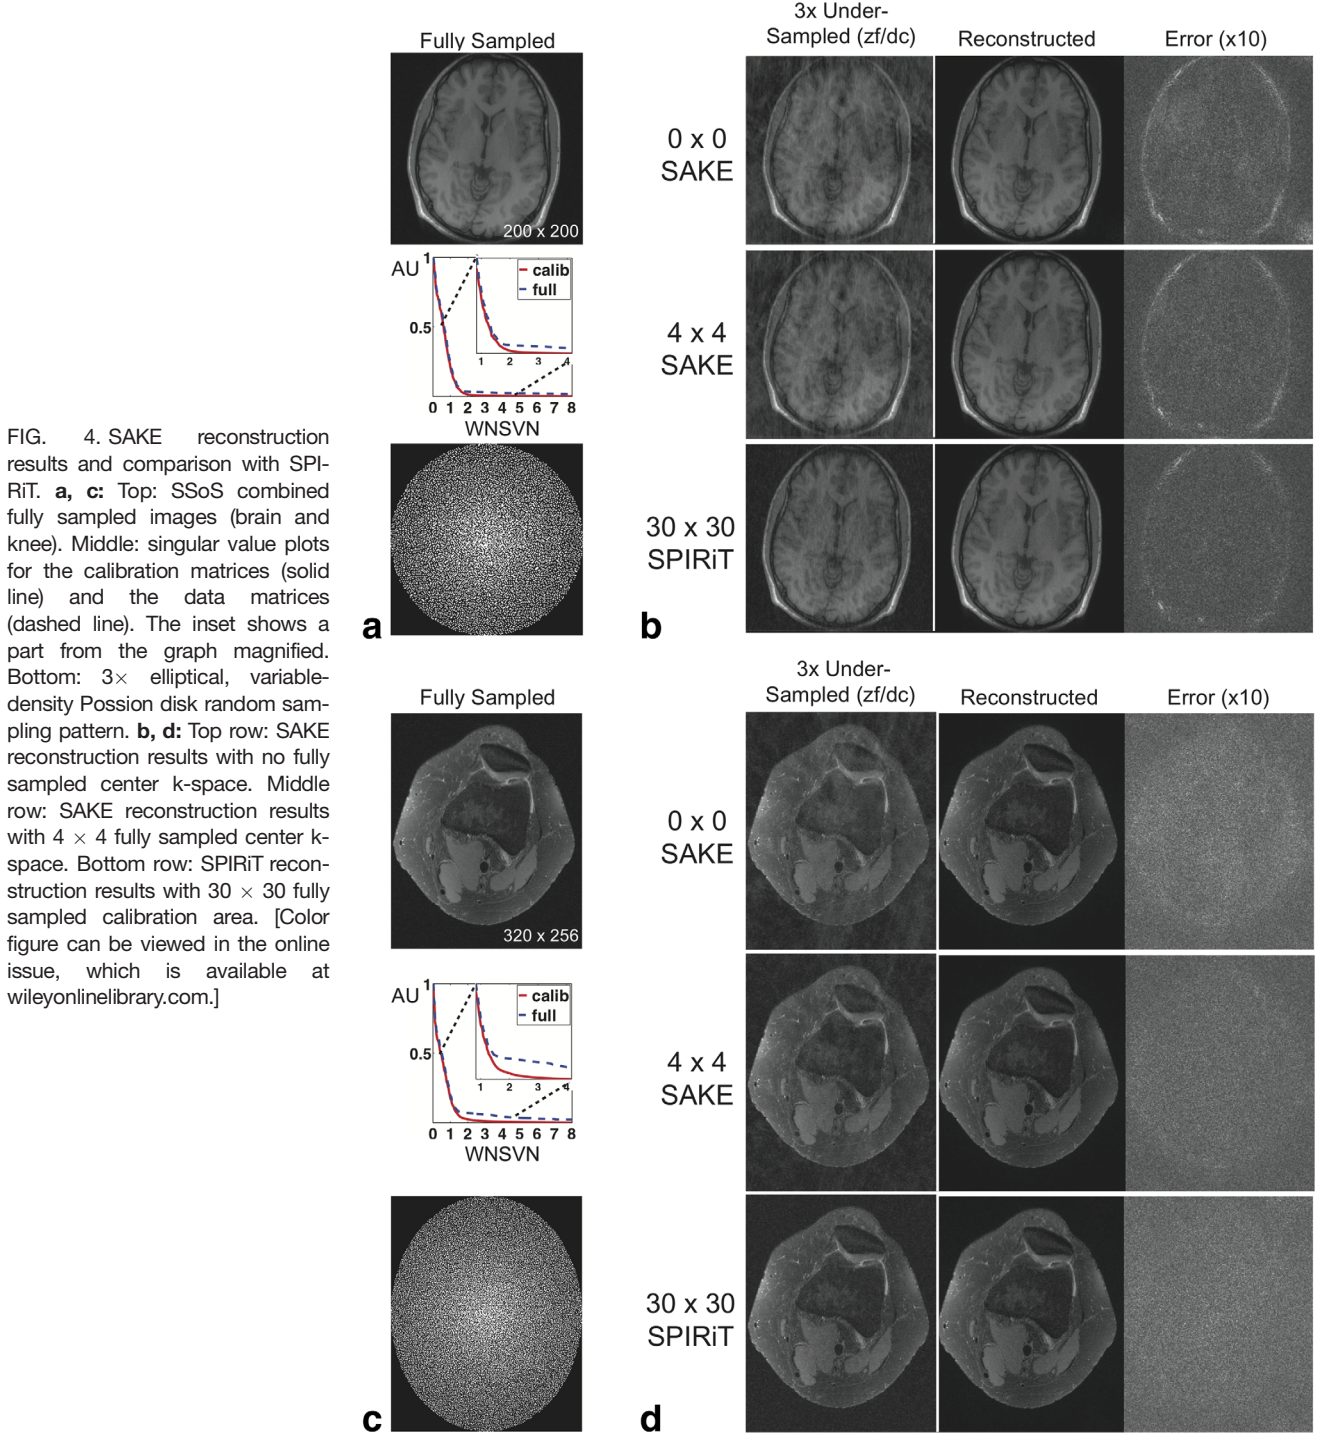 FIG. 4. SAKE reconstruction
results and comparison with SPI-
RiT. a, c: Top: SSoS combined
fully sampled images (brain and
knee). Middle: singular value plots
for the calibration matrices (solid
line) and the data matrices
(dashed line). The inset shows a
part from the graph magnified.
Bottom: 3× elliptical, variable-
density Possion disk random sam-
pling pattern. b, d: Top row: SAKE
reconstruction results with no fully
sampled center k-space. Middle
row: SAKE reconstruction results
with 4 × 4 fully sampled center k-
space. Bottom row: SPIRiT recon-
struction results with 30 × 30 fully
sampled calibration area. [Color
figure can be viewed in the online
issue, which is available at
wileyonlinelibrary.com.]
Fully Sampled
200 x 200
AU
1
0.5
calib
full
1 2 3 4
0 1 2 3 4 5 6 7 8
WNSVN
a
3x Under-
Sampled (zf/dc)
Reconstructed
Error (x10)
0 x 0
SAKE
4 x 4
SAKE
30 x 30
SPIRiT
b
Fully Sampled
320 x 256
AU
1
0.5
calib
full
1 2 3 4
0 1 2 3 4 5 6 7 8
WNSVN
c
3x Under-
Sampled (zf/dc)
Reconstructed
Error (x10)
0 x 0
SAKE
4 x 4
SAKE
30 x 30
SPIRiT
d